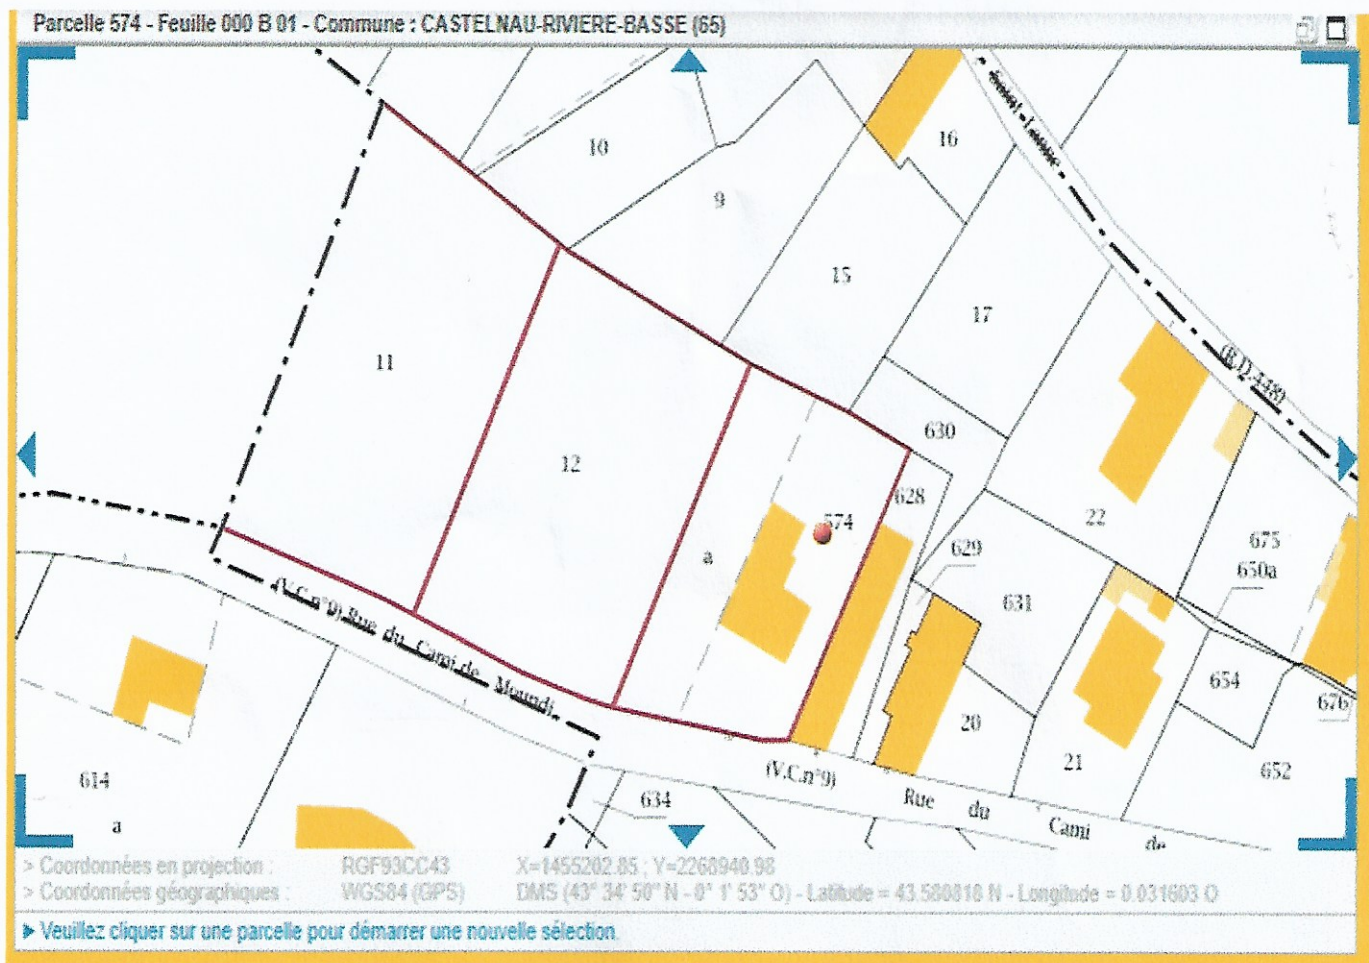 Parcelle 574 - Feuille 000 B 01 - Commune : CASTELNAU-RIVIERE-BASSE (65)
10
16
9
15
17
11
12
(R.D.448)
630
628
574
a
22
629
675
650a
631
(V.C.n°9) Rue du Cami de Moundi
654
676
20
21
652
614
a
634
(V.C.n°9)
Rue du Cami de
> Coordonnées en projection : RGF93CC43 X=1455202.85 ; Y=2268940.98
> Coordonnées géographiques : WGS84 (GPS) DMS (43° 34' 50" N - 0° 1' 53" O) - Latitude = 43.580818 N - Longitude = 0.031603 O
Veuillez cliquer sur une parcelle pour démarrer une nouvelle sélection.